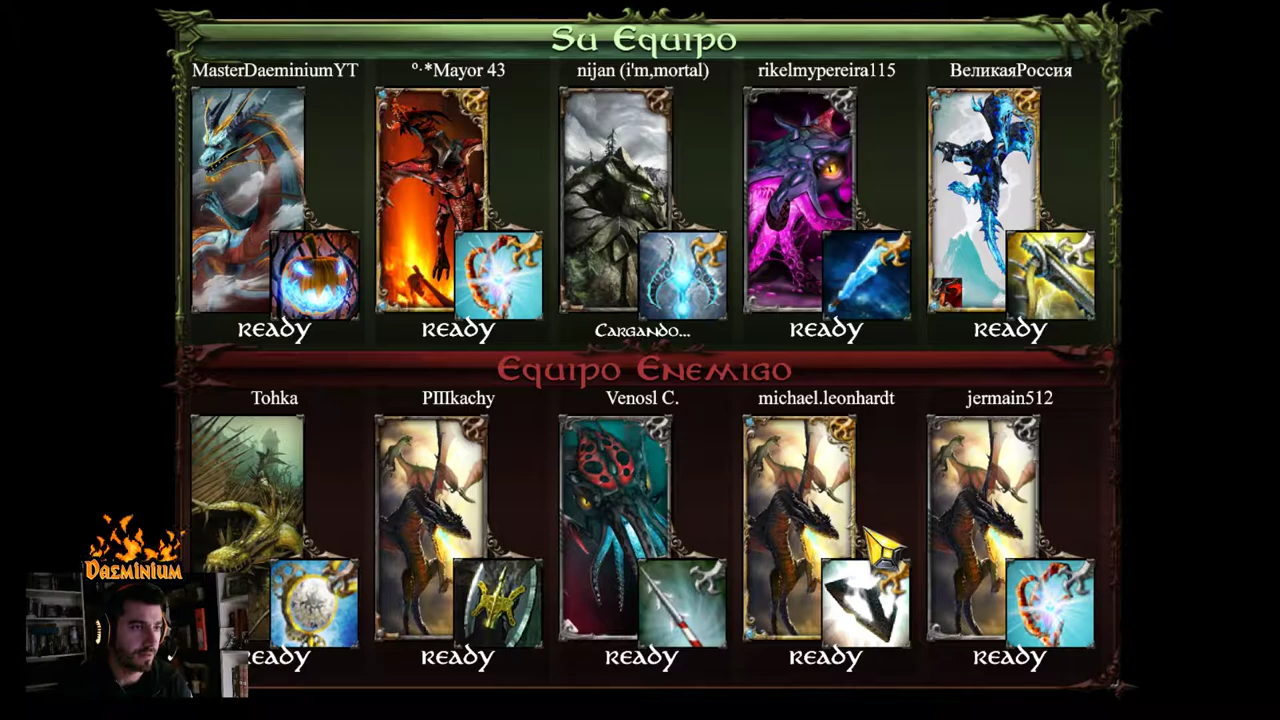 Su Equipo
MasterDaeminiumYT
º·*Mayor 43
nijan (i'm,mortal)
rikelmypereira115
ВеликаяРоссия
READY
READY
CARGANDO...
READY
READY
Equipo Enemigo
Tohka
PIIIkachy
Venosl C.
michael.leonhardt
jermain512
DAEMINIUM
READY
READY
READY
READY
READY